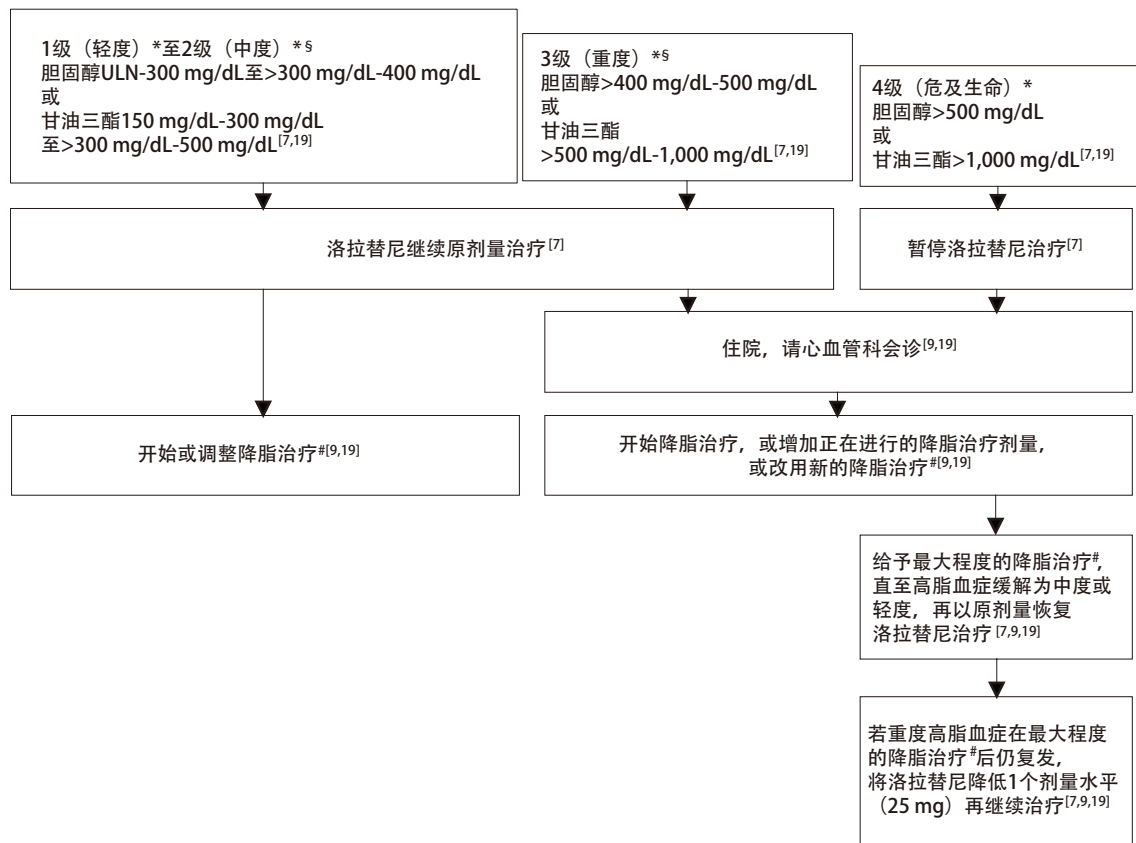 1级（轻度）*至2级（中度）*§
胆固醇ULN-300 mg/dL至>300 mg/dL-400 mg/dL
或
甘油三酯150 mg/dL-300 mg/dL
至>300 mg/dL-500 mg/dL[7,19]
3级（重度）*§
胆固醇>400 mg/dL-500 mg/dL
或
甘油三酯
>500 mg/dL-1,000 mg/dL[7,19]
4级（危及生命）*
胆固醇>500 mg/dL
或
甘油三酯>1,000 mg/dL[7,19]
洛拉替尼继续原剂量治疗[7]
暂停洛拉替尼治疗[7]
住院，请心血管科会诊[9,19]
开始或调整降脂治疗#[9,19]
开始降脂治疗，或增加正在进行的降脂治疗剂量，
或改用新的降脂治疗#[9,19]
给予最大程度的降脂治疗#，
直至高脂血症缓解为中度或
轻度，再以原剂量恢复
洛拉替尼治疗[7,9,19]
若重度高脂血症在最大程度
的降脂治疗#后仍复发，
将洛拉替尼降低1个剂量水平
（25 mg）再继续治疗[7,9,19]